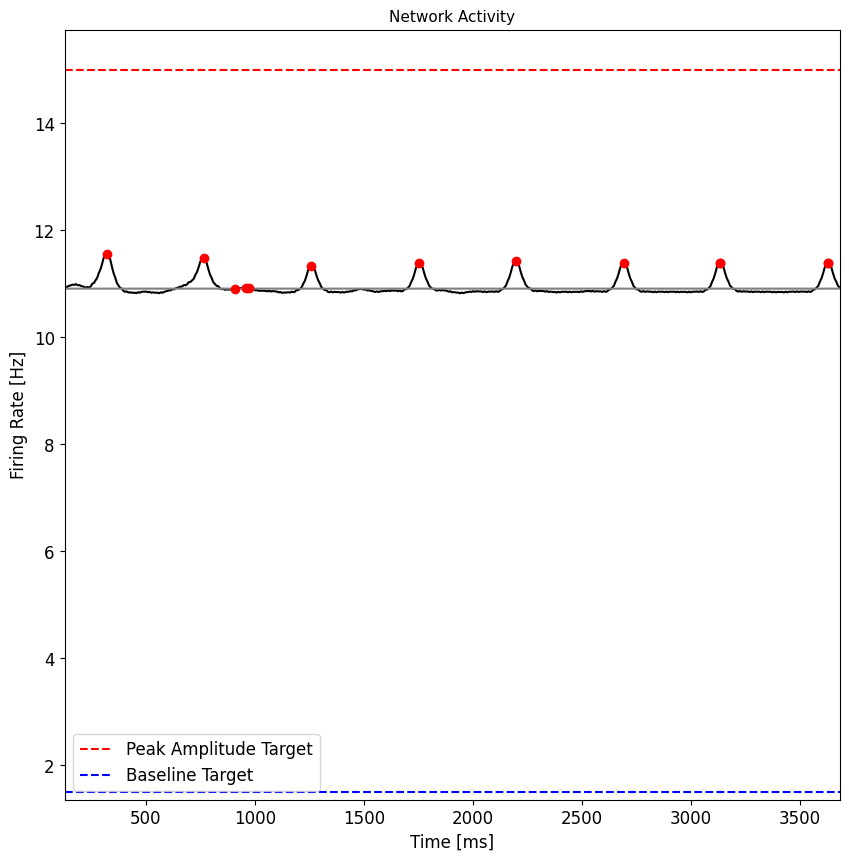 Network Activity
14
12
10
8
6
4
2
Firing Rate [Hz]
Peak Amplitude Target
Baseline Target
500
1000
1500
2000
2500
3000
3500
Time [ms]